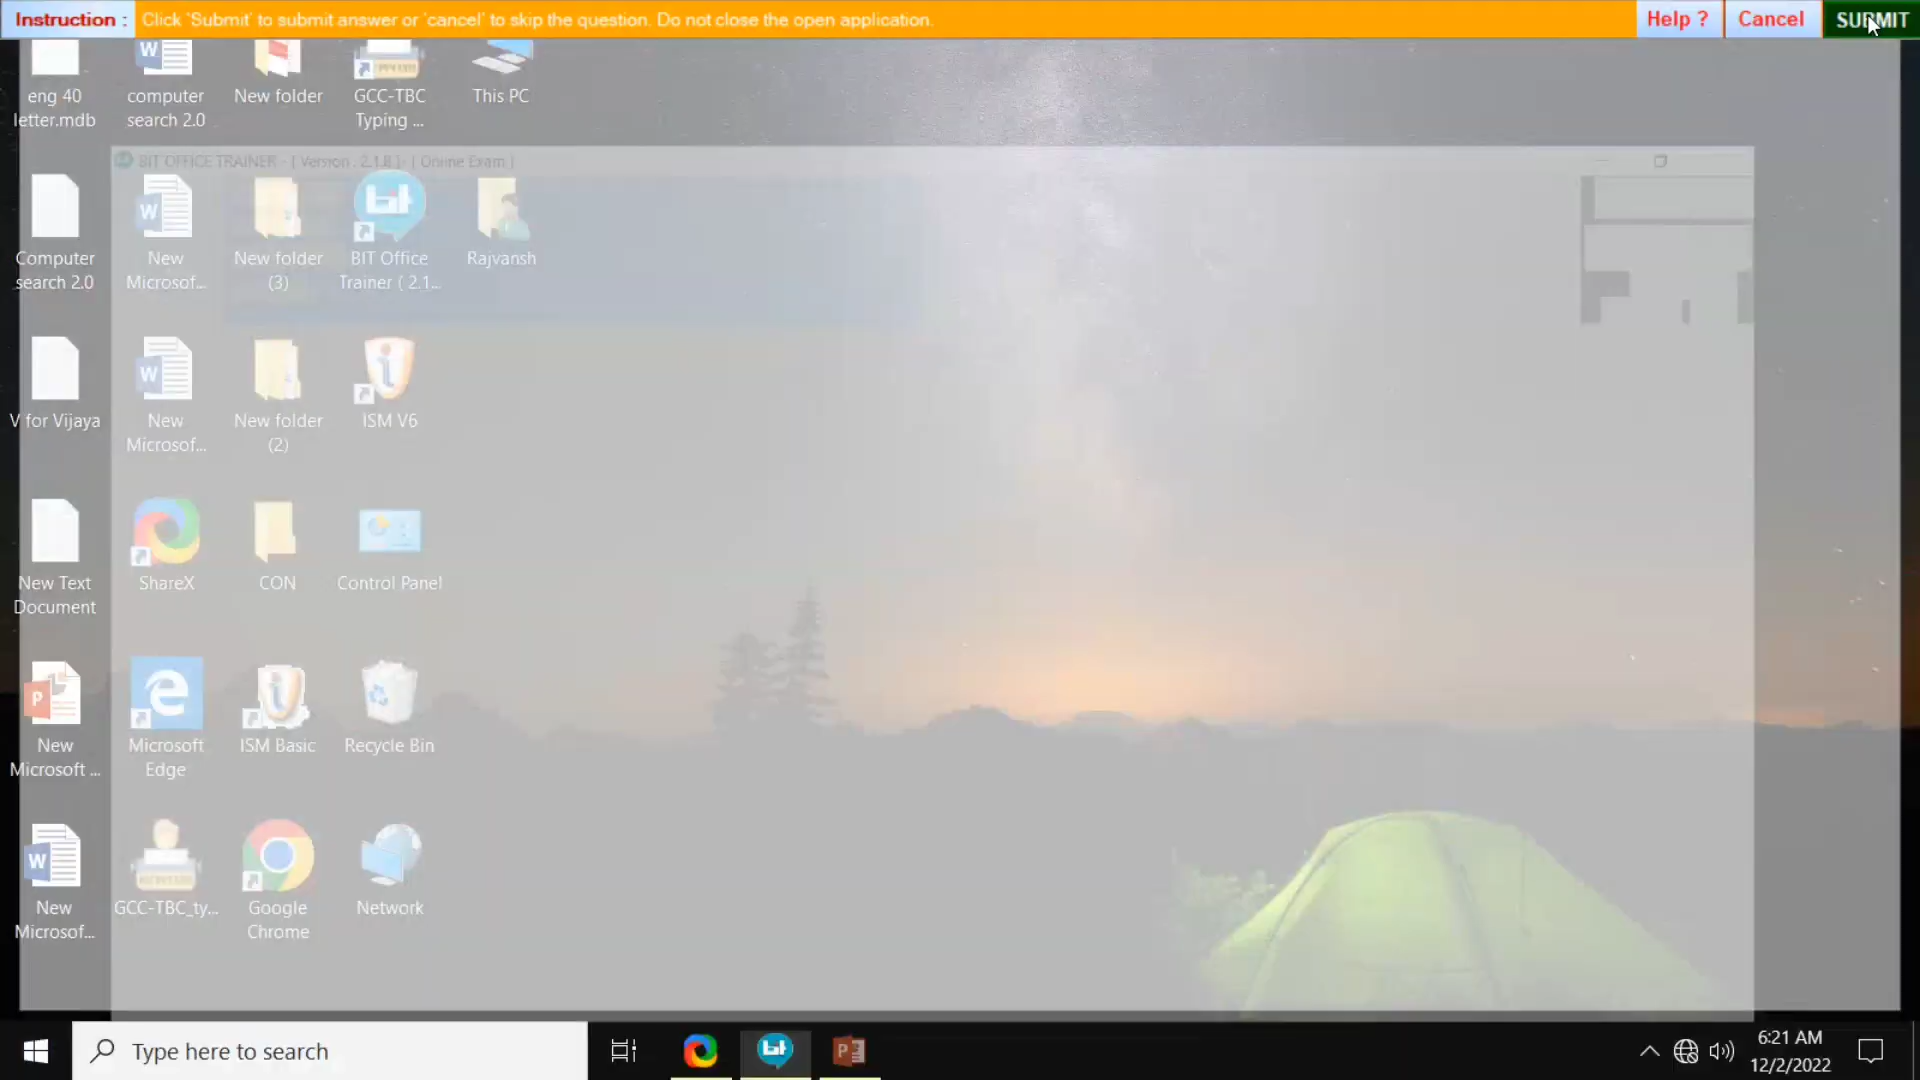 Instruction : Click 'Submit' to submit answer or 'cancel' to skip the question. Do not close the open application. Help ? Cancel SUBMIT
eng 40
letter.mdb
computer
search 2.0
New folder
GCC-TBC
Typing ...
This PC
BIT OFFICE TRAINER - [ Version : 2.1.8 ] - [ Online Exam ]
Computer
search 2.0
New
Microsof...
New folder
(3)
BIT Office
Trainer ( 2.1...
Rajvansh
V for Vijaya
New
Microsof...
New folder
(2)
ISM V6
New Text
Document
ShareX
CON
Control Panel
New
Microsoft ...
Microsoft
Edge
ISM Basic
Recycle Bin
New
Microsof...
GCC-TBC_ty...
Google
Chrome
Network
Type here to search
6:21 AM
12/2/2022